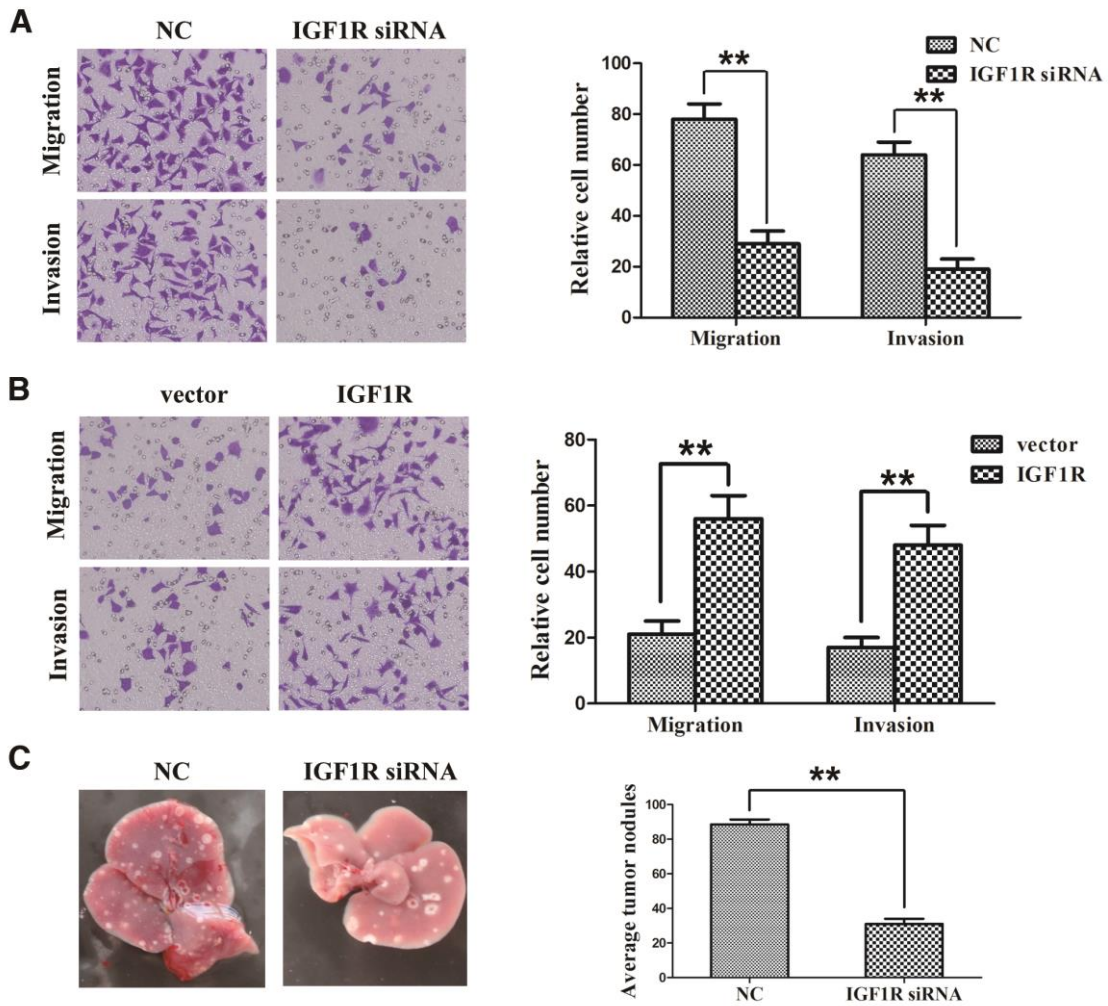 A
NC IGF1R siRNA
Migration
Invasion
Relative cell number
100
80
60
40
20
0
Migration Invasion
NC
IGF1R siRNA
**
**
B
vector IGF1R
Migration
Invasion
Relative cell number
80
60
40
20
0
Migration Invasion
vector
IGF1R
**
**
C
NC IGF1R siRNA
Average tumor nodules
100
80
60
40
20
0
NC IGF1R siRNA
**